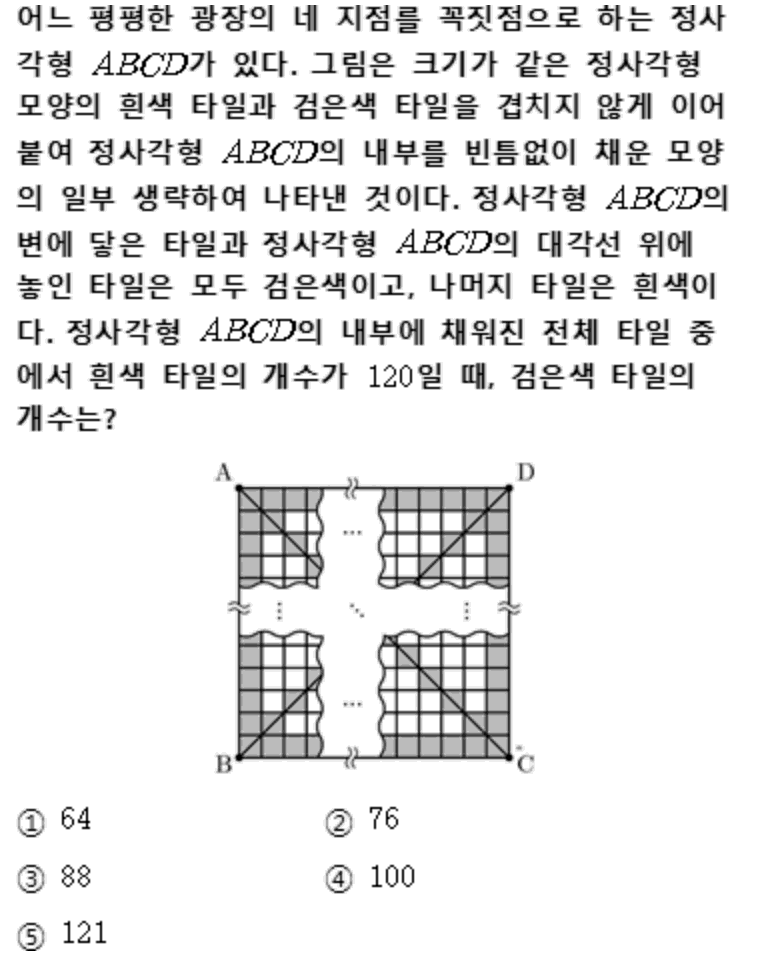 어느 평평한 광장의 네 지점를 꼭짓점으로 하는 정사
각형 ABCD가 있다. 그림은 크기가 같은 정사각형
모양의 흰색 타일과 검은색 타일을 겹치지 않게 이어
붙여 정사각형 ABCD의 내부를 빈틈없이 채운 모양
의 일부 생략하여 나타낸 것이다. 정사각형 ABCD의
변에 닿은 타일과 정사각형 ABCD의 대각선 위에
놓인 타일은 모두 검은색이고, 나머지 타일은 흰색이
다. 정사각형 ABCD의 내부에 채워진 전체 타일 중
에서 흰색 타일의 개수가 120일 때, 검은색 타일의
개수는?
A D
B C
① 64 ② 76
③ 88 ④ 100
⑤ 121